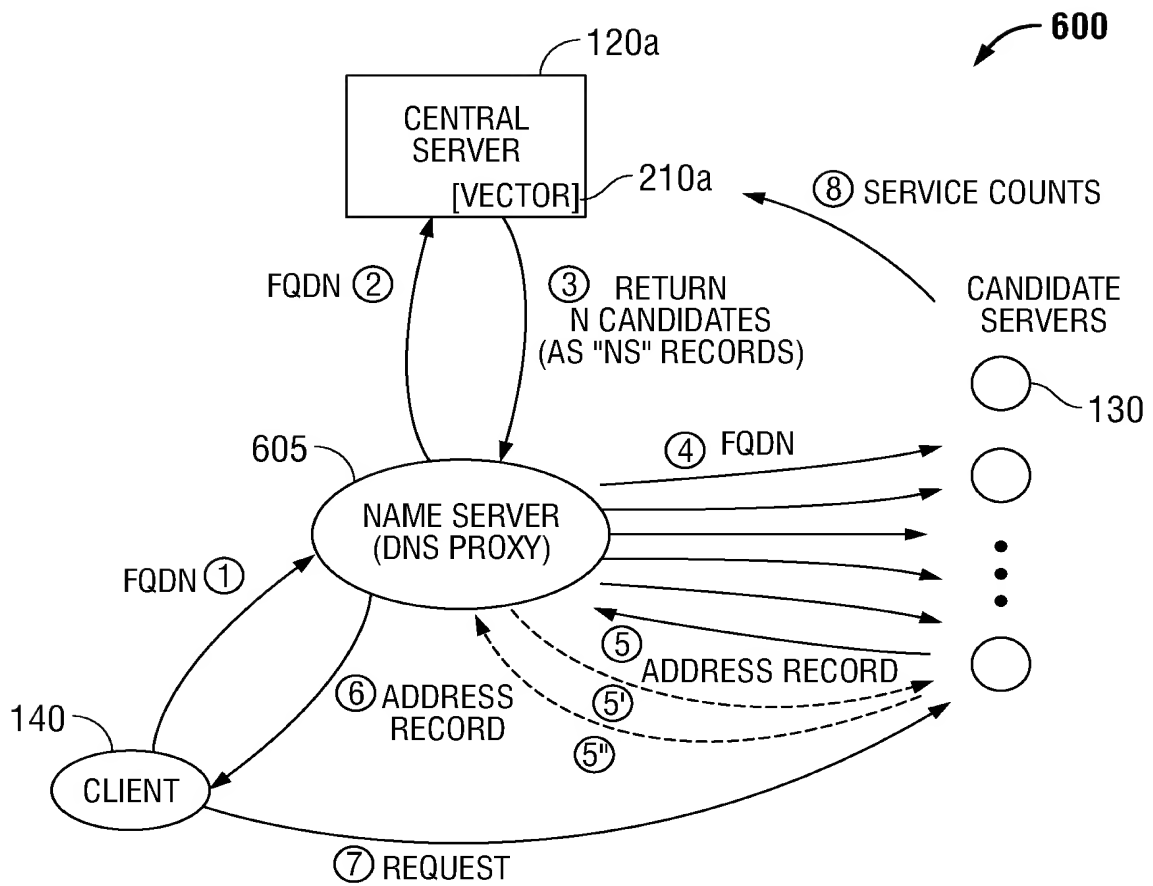 600
120a
CENTRAL
SERVER
[VECTOR]
210a
⑧ SERVICE COUNTS
FQDN ②
③ RETURN
N CANDIDATES
(AS "NS" RECORDS)
CANDIDATE
SERVERS
130
605
④ FQDN
NAME SERVER
(DNS PROXY)
FQDN ①
⑤
ADDRESS RECORD
5'
5"
⑥ ADDRESS
RECORD
140
CLIENT
⑦ REQUEST